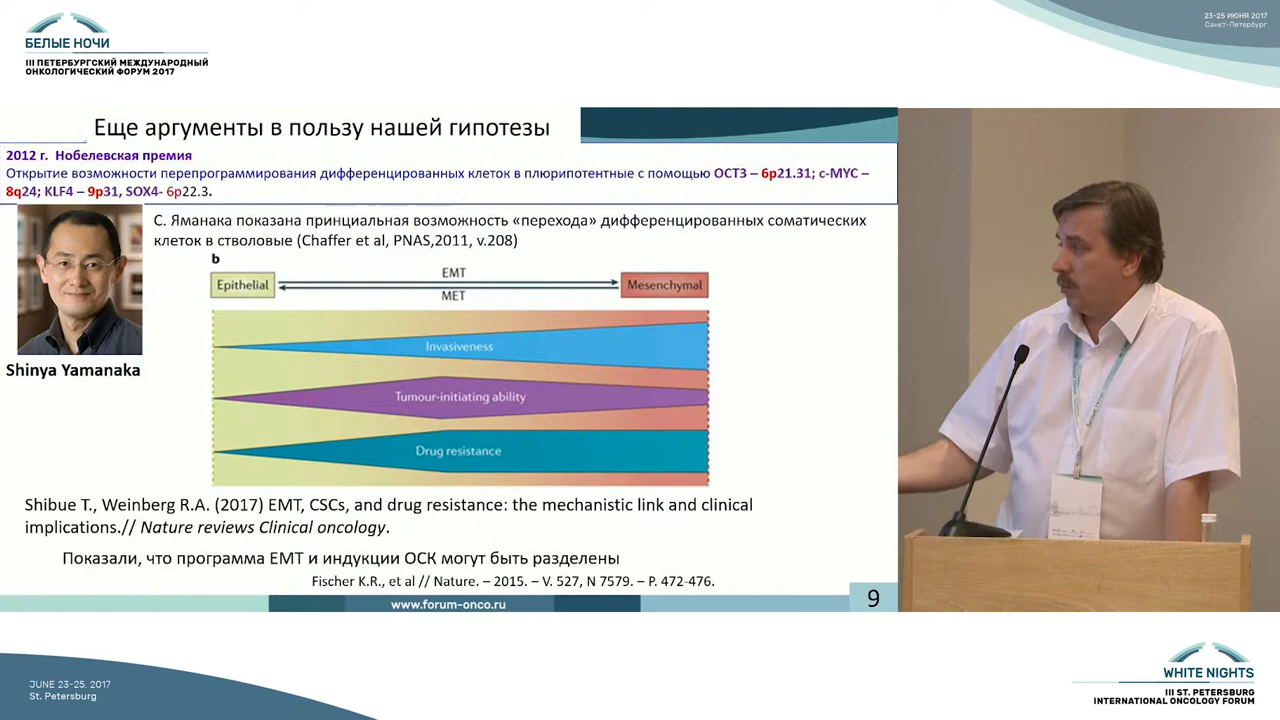 БЕЛЫЕ НОЧИ
III ПЕТЕРБУРГСКИЙ МЕЖДУНАРОДНЫЙ
ОНКОЛОГИЧЕСКИЙ ФОРУМ 2017
23-25 ИЮНЯ 2017
Санкт-Петербург
Еще аргументы в пользу нашей гипотезы
2012 г. Нобелевская премия
Открытие возможности перепрограммирования дифференцированных клеток в плюрипотентные с помощью ОСТ3 – 6p21.31; c-MYC –
8q24; KLF4 – 9p31, SOX4- 6p22.3.
С. Яманака показана принциальная возможность «перехода» дифференцированных соматических
клеток в стволовые (Chaffer et al, PNAS,2011, v.208)
Shinya Yamanaka
b
EMT
Epithelial
Mesenchymal
MET
Invasiveness
Tumour-initiating ability
Drug resistance
Shibue T., Weinberg R.A. (2017) EMT, CSCs, and drug resistance: the mechanistic link and clinical
implications.// Nature reviews Clinical oncology.
Показали, что программа ЕМТ и индукции ОСК могут быть разделены
Fischer K.R., et al // Nature. – 2015. – V. 527, N 7579. – P. 472-476.
www.forum-onco.ru
9
JUNE 23-25, 2017
St. Petersburg
WHITE NIGHTS
III ST. PETERSBURG
INTERNATIONAL ONCOLOGY FORUM